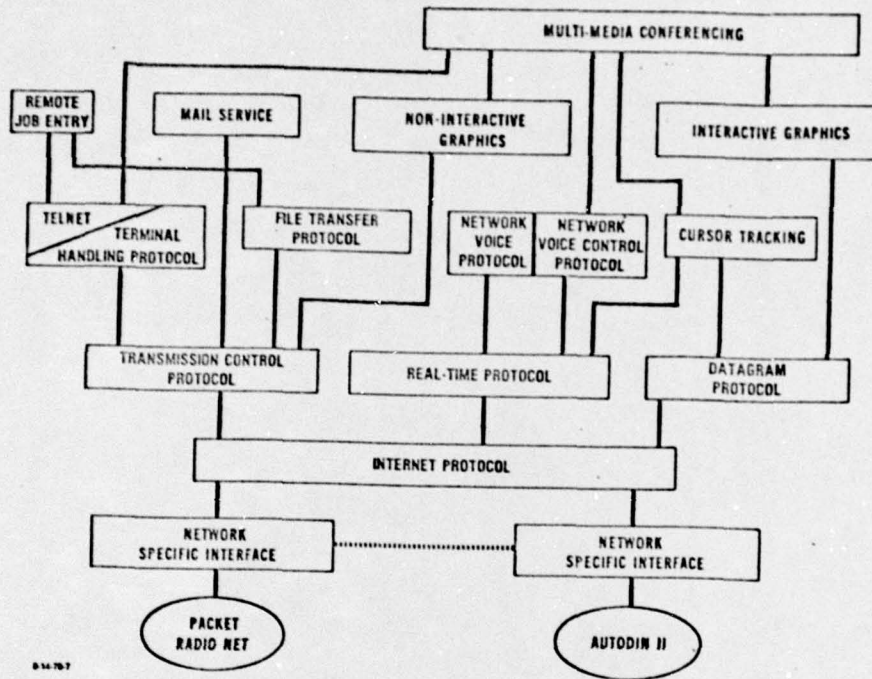 MULTI-MEDIA CONFERENCING
REMOTE
JOB ENTRY
MAIL SERVICE
NON-INTERACTIVE
GRAPHICS
INTERACTIVE GRAPHICS
TELNET
TERMINAL
HANDLING PROTOCOL
FILE TRANSFER
PROTOCOL
NETWORK
VOICE
PROTOCOL
NETWORK
VOICE CONTROL
PROTOCOL
CURSOR TRACKING
TRANSMISSION CONTROL
PROTOCOL
REAL-TIME PROTOCOL
DATAGRAM
PROTOCOL
INTERNET PROTOCOL
NETWORK
SPECIFIC INTERFACE
NETWORK
SPECIFIC INTERFACE
PACKET
RADIO NET
AUTODIN II